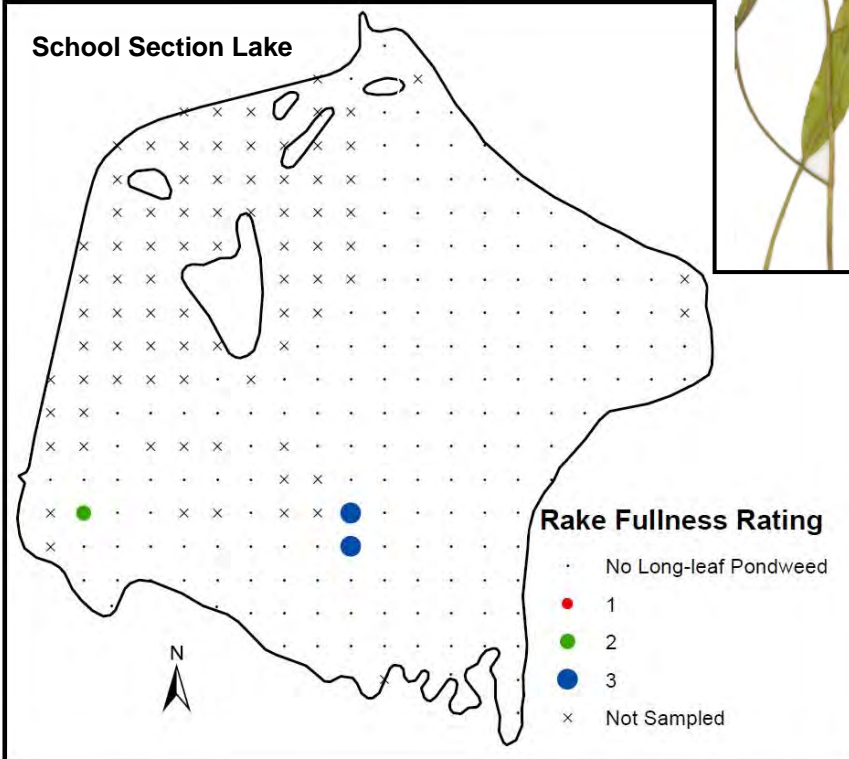 School Section Lake
Rake Fullness Rating
No Long-leaf Pondweed
1
2
3
Not Sampled
N